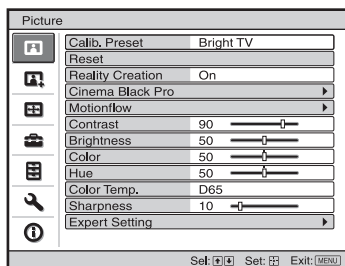 Picture
Calib. Preset Bright TV
Reset
Reality Creation On
Cinema Black Pro
Motionflow
Contrast 90
Brightness 50
Color 50
Hue 50
Color Temp. D65
Sharpness 10
Expert Setting
Sel: Set: Exit: MENU